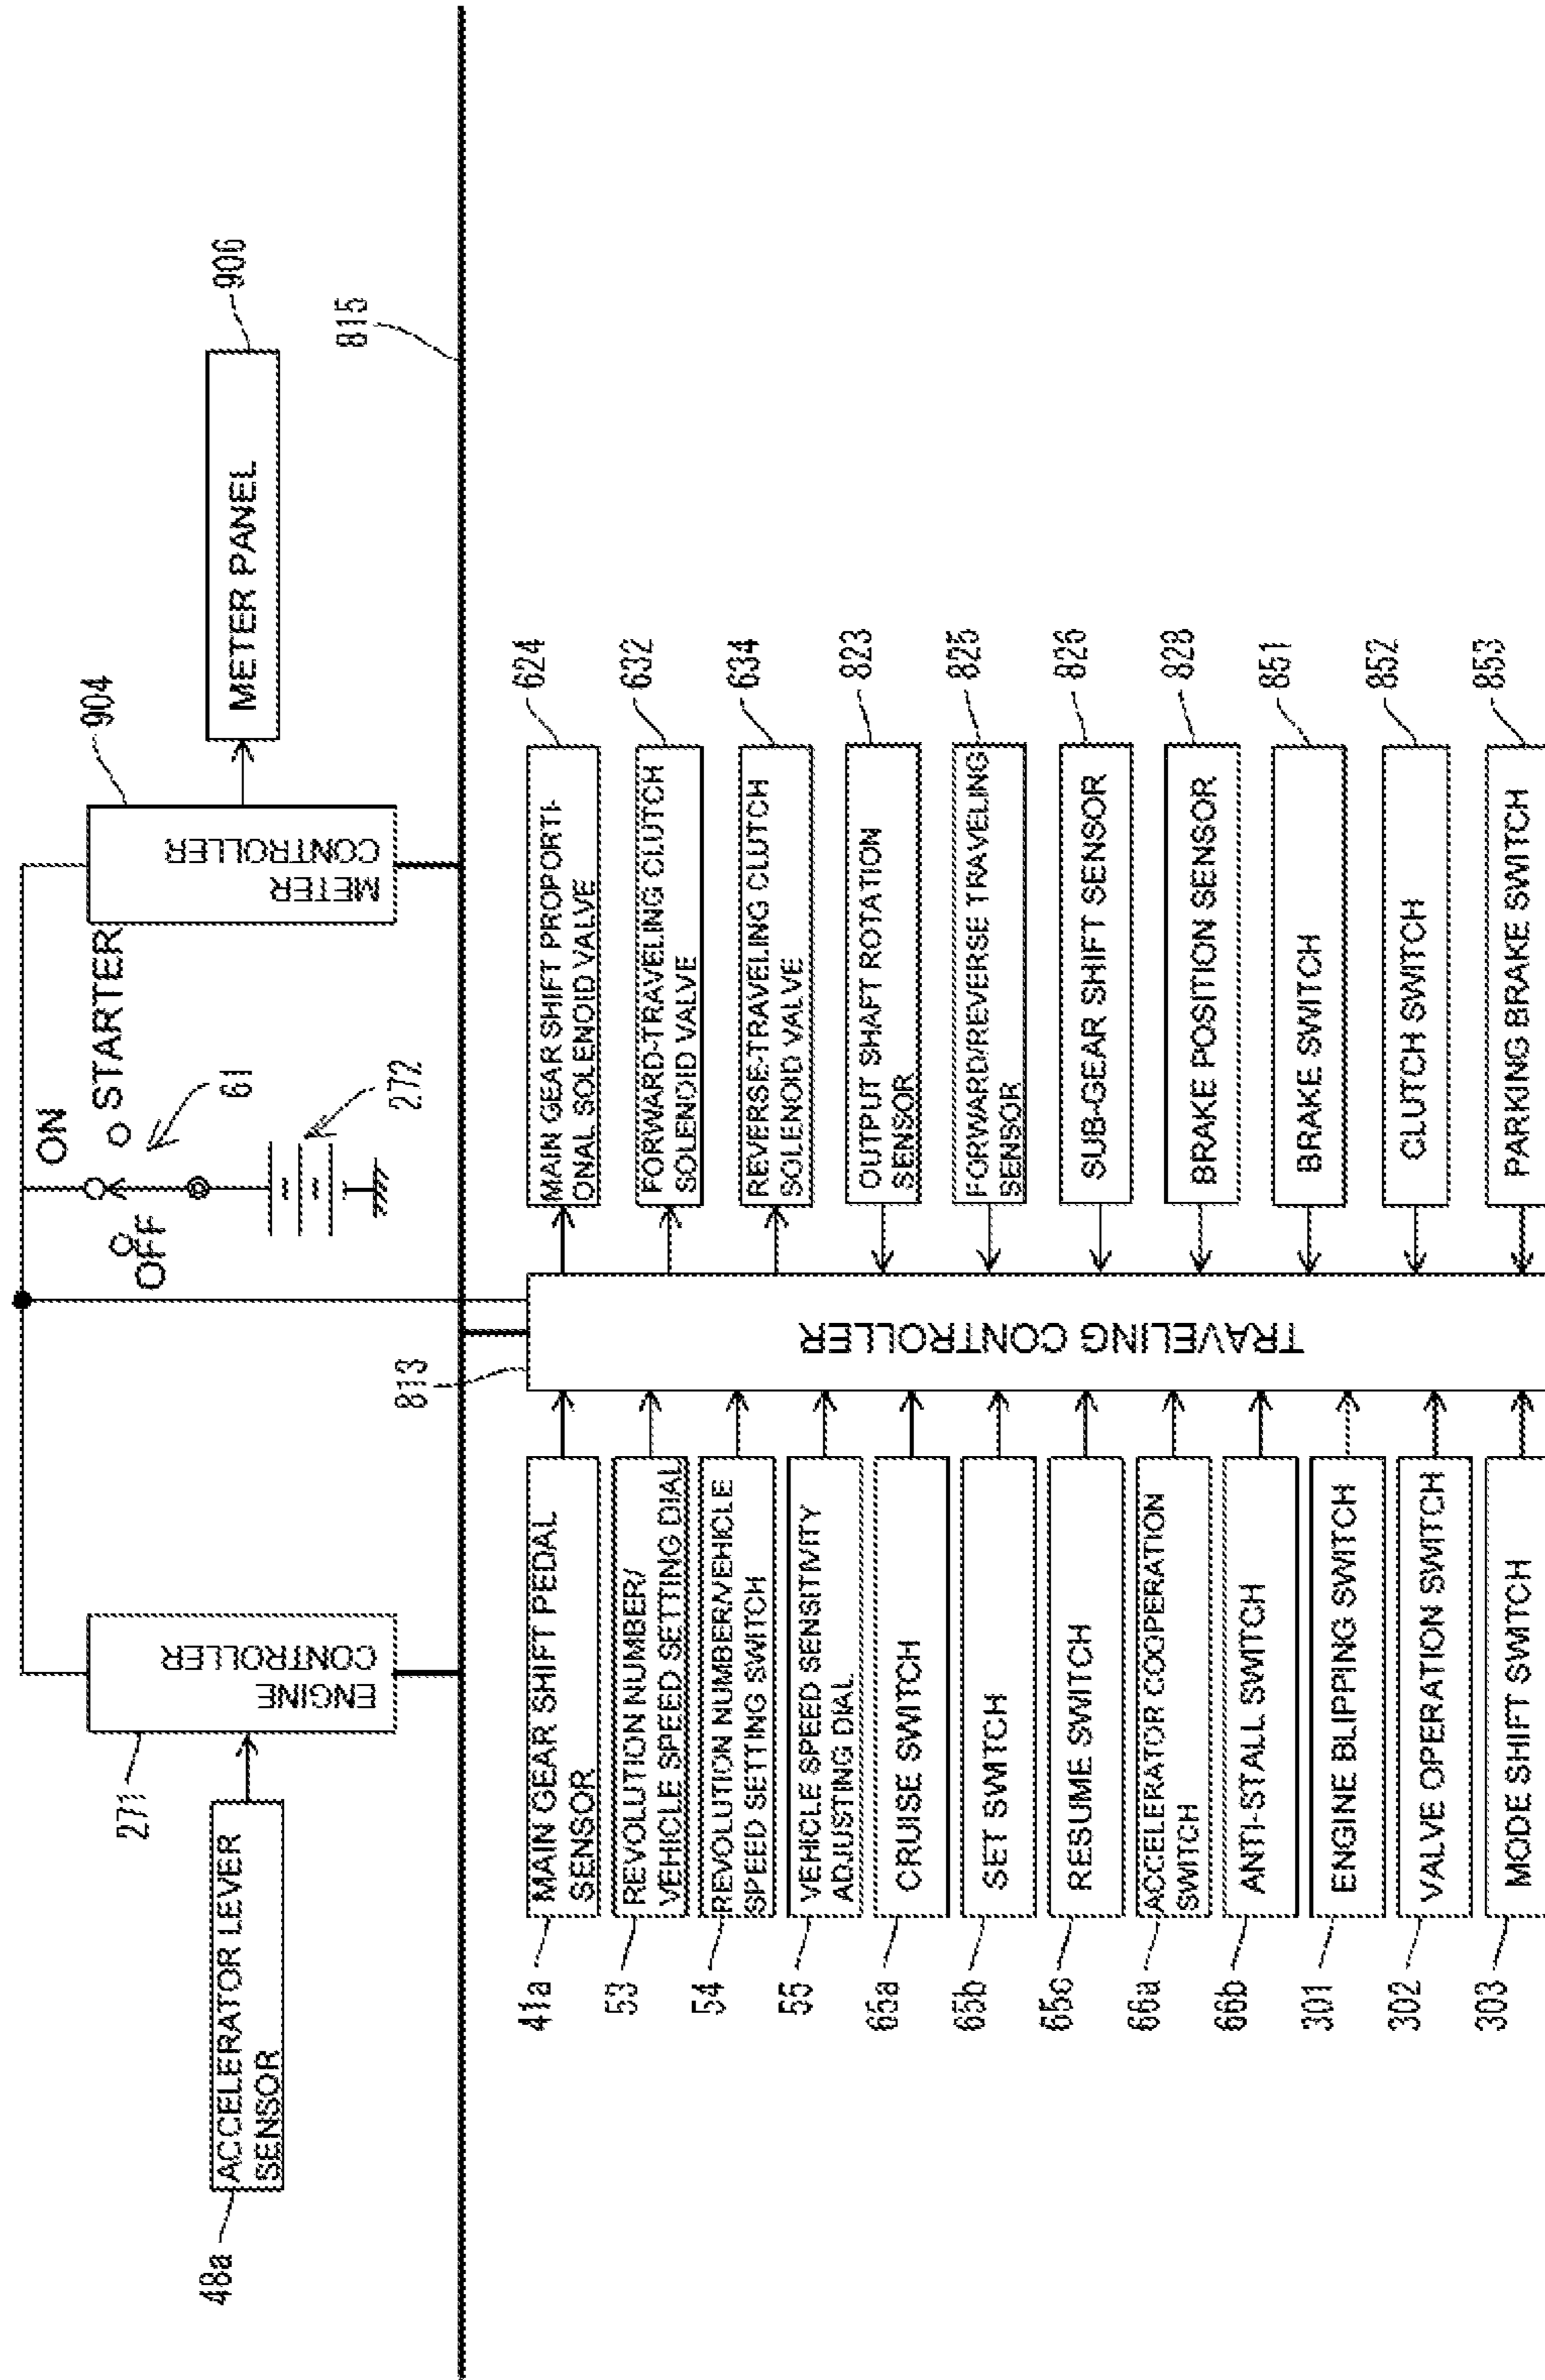 ON
STARTER
OFF
61
272
904
METER
CONTROLLER
METER PANEL
906
815
271
ENGINE
CONTROLLER
48a
ACCELERATOR LEVER
SENSOR
813
TRAVELING CONTROLLER
41a
MAIN GEAR SHIFT PEDAL
SENSOR
53
REVOLUTION NUMBER/
VEHICLE SPEED SETTING DIAL
54
REVOLUTION NUMBER/VEHICLE
SPEED SETTING SWITCH
55
VEHICLE SPEED SENSITIVITY
ADJUSTING DIAL
65a
CRUISE SWITCH
65b
SET SWITCH
65c
RESUME SWITCH
66a
ACCELERATOR COOPERATION
SWITCH
66b
ANTI-STALL SWITCH
301
ENGINE BLIPPING SWITCH
302
VALVE OPERATION SWITCH
303
MODE SHIFT SWITCH
MAIN GEAR SHIFT PROPORTI-
ONAL SOLENOID VALVE
624
FORWARD-TRAVELING CLUTCH
SOLENOID VALVE
632
REVERSE-TRAVELING CLUTCH
SOLENOID VALVE
634
OUTPUT SHAFT ROTATION
SENSOR
823
FORWARD/REVERSE TRAVELING
SENSOR
825
SUB-GEAR SHIFT SENSOR
826
BRAKE POSITION SENSOR
828
BRAKE SWITCH
851
CLUTCH SWITCH
852
PARKING BRAKE SWITCH
853